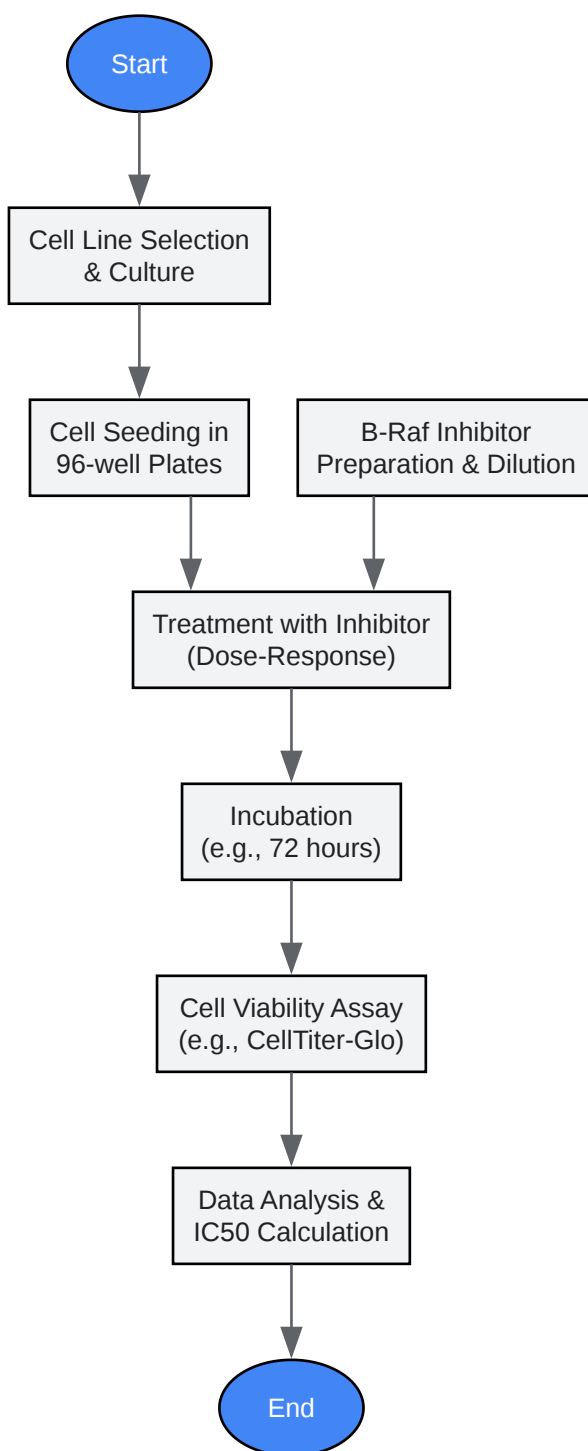 Start
Cell Line Selection
& Culture
Cell Seeding in
96-well Plates
B-Raf Inhibitor
Preparation & Dilution
Treatment with Inhibitor
(Dose-Response)
Incubation
(e.g., 72 hours)
Cell Viability Assay
(e.g., CellTiter-Glo)
Data Analysis &
IC50 Calculation
End